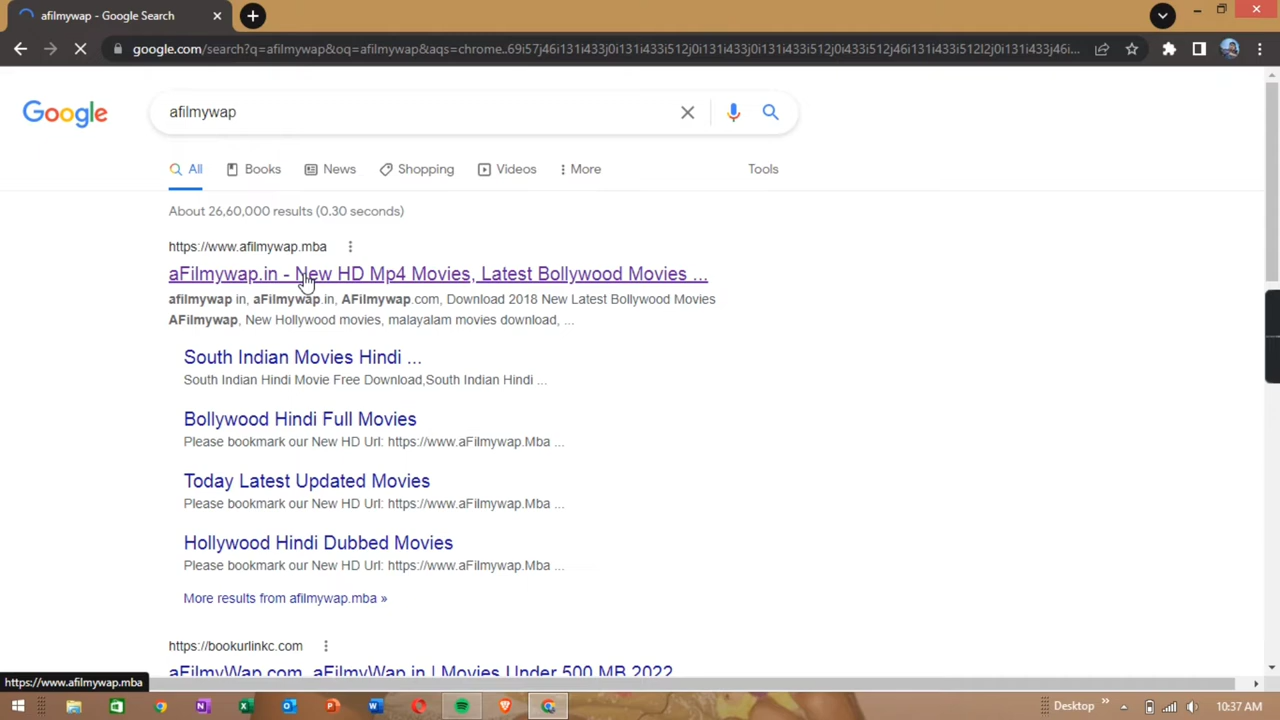 afilmywap - Google Search
google.com/search?q=afilmywap&oq=afilmywap&aqs=chrome..69i57j46i131i433j0i131i433i512j0i131i433j0i131i433j0i512j46i131i433i512l2j0i131i433j46i...
Google
afilmywap
All
Books
News
Shopping
Videos
More
Tools
About 26,60,000 results (0.30 seconds)
https://www.afilmywap.mba
aFilmywap.in - New HD Mp4 Movies, Latest Bollywood Movies ...
afilmywap in, aFilmywap.in, AFilmywap.com, Download 2018 New Latest Bollywood Movies
AFilmywap, New Hollywood movies, malayalam movies download, ...
South Indian Movies Hindi ...
South Indian Hindi Movie Free Download,South Indian Hindi ...
Bollywood Hindi Full Movies
Please bookmark our New HD Url: https://www.aFilmywap.Mba ...
Today Latest Updated Movies
Please bookmark our New HD Url: https://www.aFilmywap.Mba ...
Hollywood Hindi Dubbed Movies
Please bookmark our New HD Url: https://www.aFilmywap.Mba ...
More results from afilmywap.mba »
https://bookurlinkc.com
aFilmyWap.com, aFilmyWap.in | Movies Under 500 MB 2022
https://www.afilmywap.mba
Desktop
10:37 AM